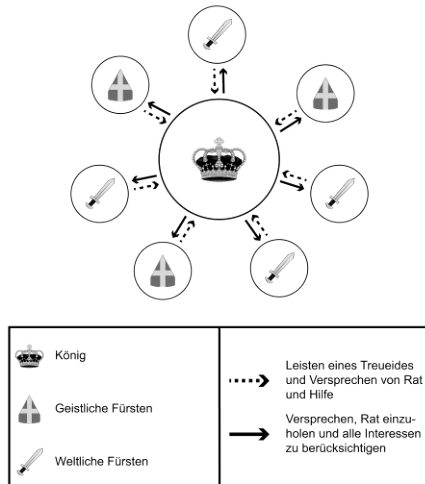 König
Geistliche Fürsten
Weltliche Fürsten
Leisten eines Treueides
und Versprechen von Rat
und Hilfe
Versprechen, Rat einzu-
holen und alle Interessen
zu berücksichtigen